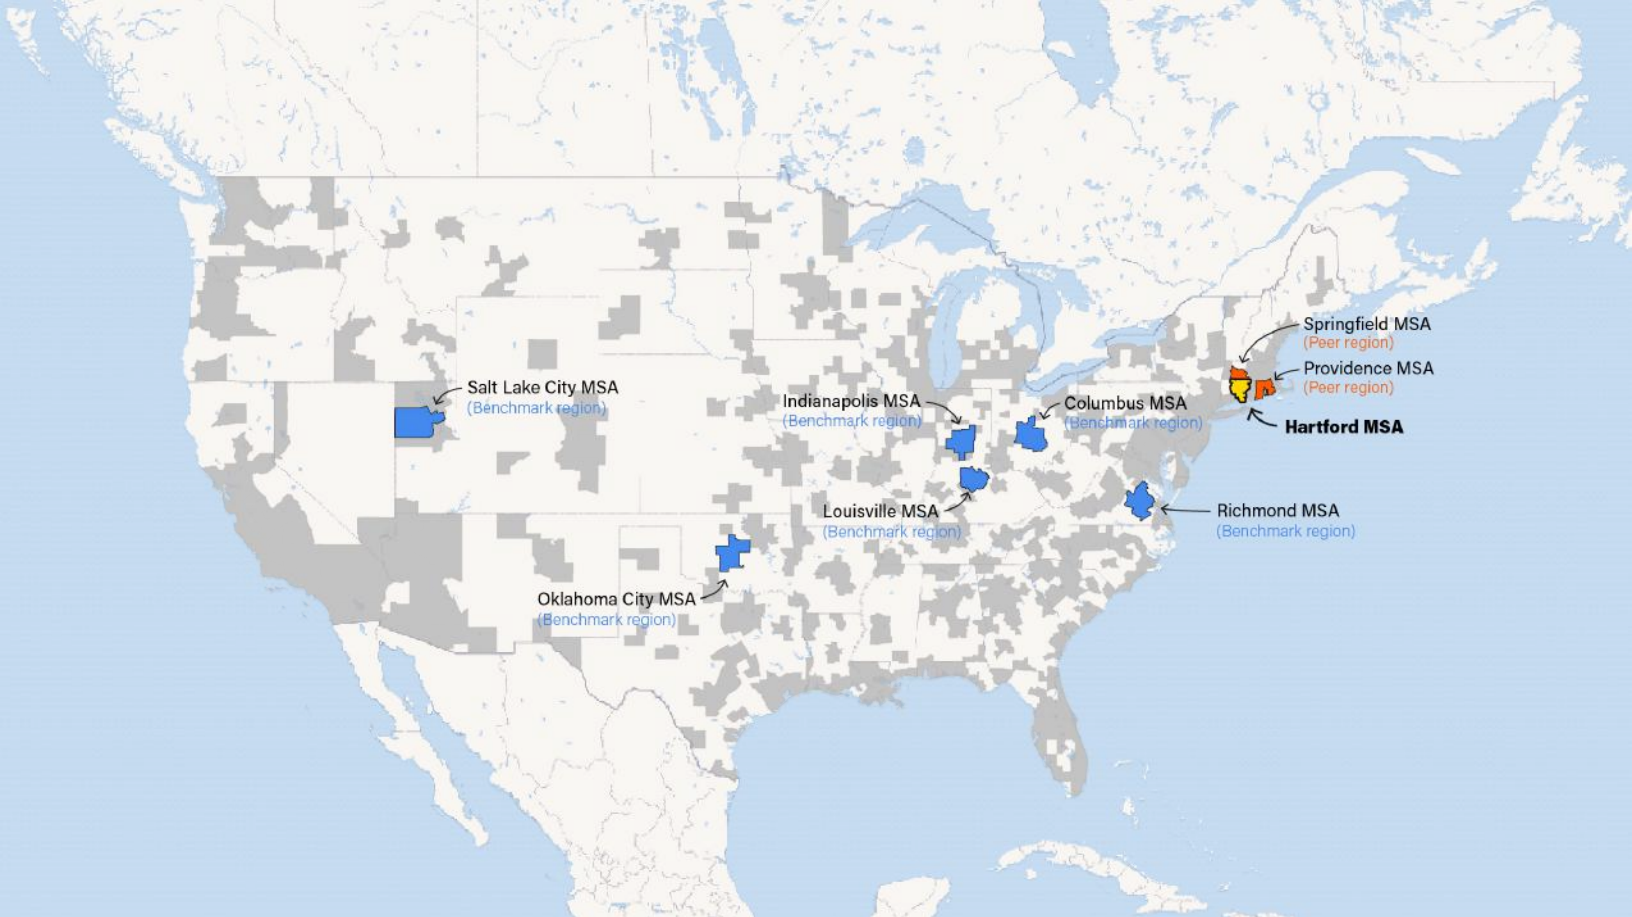 Springfield MSA
(Peer region)
Providence MSA
(Peer region)
Hartford MSA
Salt Lake City MSA
(Benchmark region)
Indianapolis MSA
(Benchmark region)
Columbus MSA
(Benchmark region)
Louisville MSA
(Benchmark region)
Richmond MSA
(Benchmark region)
Oklahoma City MSA
(Benchmark region)